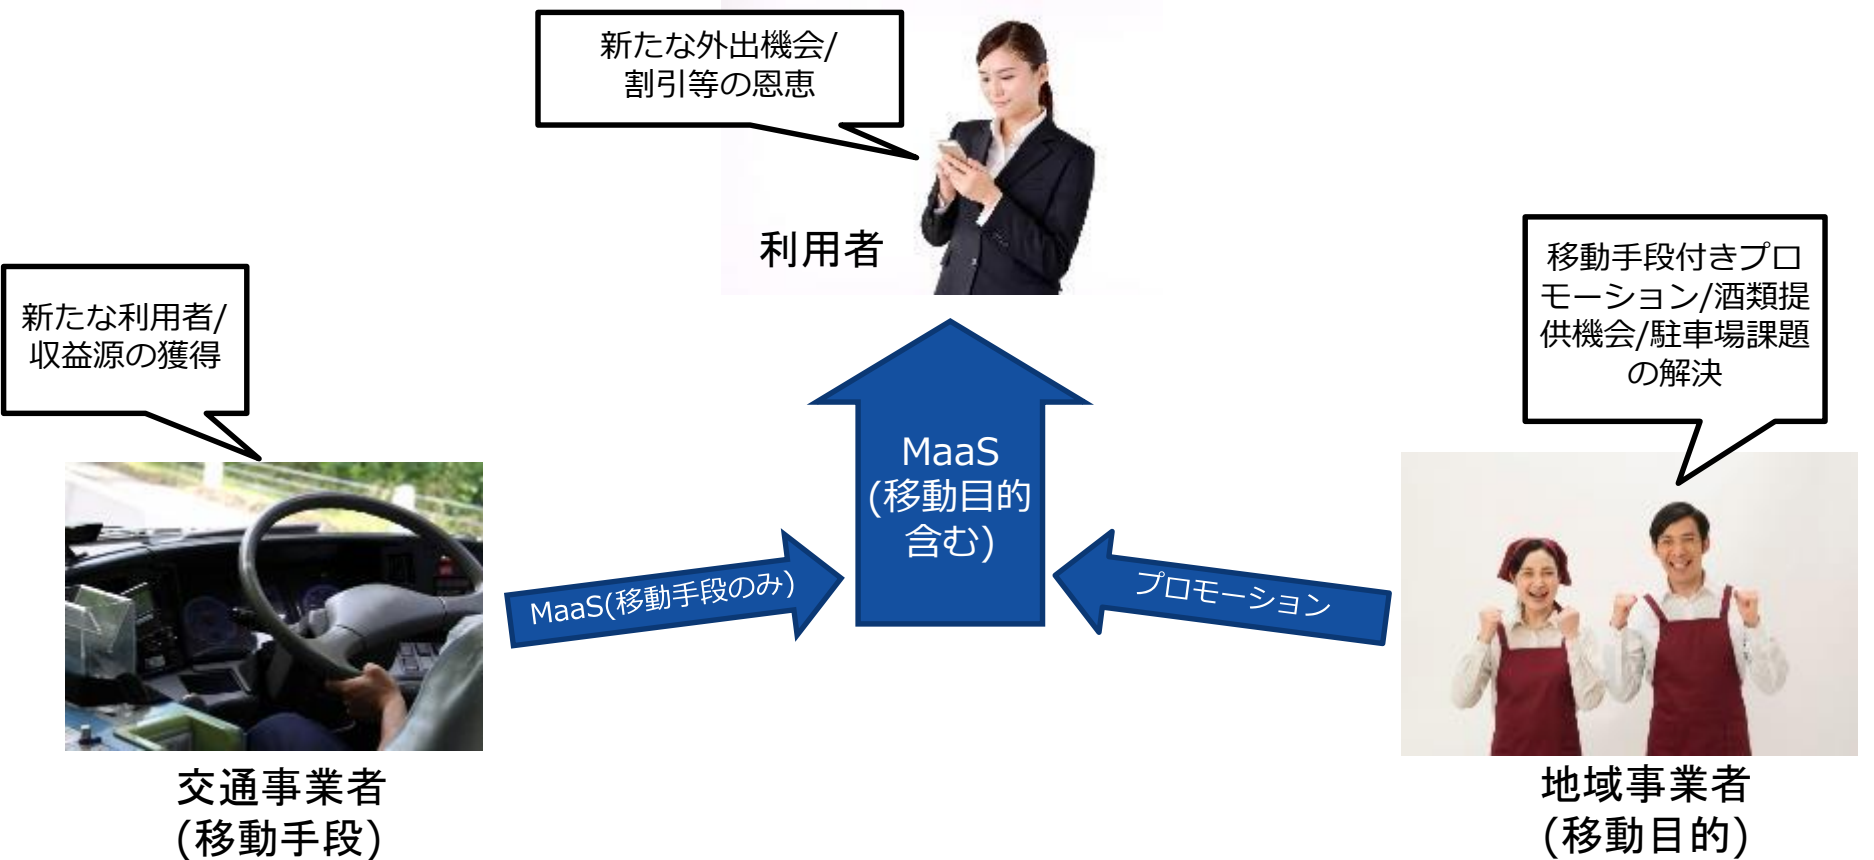 新たな外出機会/
割引等の恩恵
利用者
新たな利用者/
収益源の獲得
移動手段付きプロ
モーション/酒類提
供機会/駐車場課題
の解決
MaaS
(移動目的
含む)
MaaS(移動手段のみ)
プロモーション
交通事業者
(移動手段)
地域事業者
(移動目的)